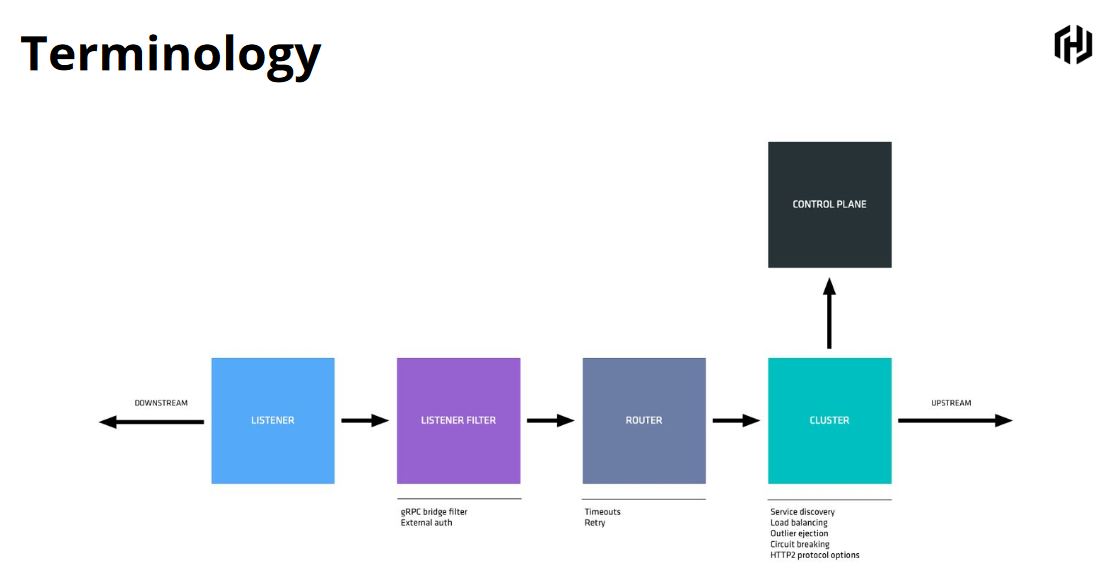 Terminology
CONTROL PLANE
DOWNSTREAM
LISTENER
LISTENER FILTER
ROUTER
CLUSTER
UPSTREAM
gRPC bridge filter
External auth
Timeouts
Retry
Service discovery
Load balancing
Outlier ejection
Circuit breaking
HTTP2 protocol options